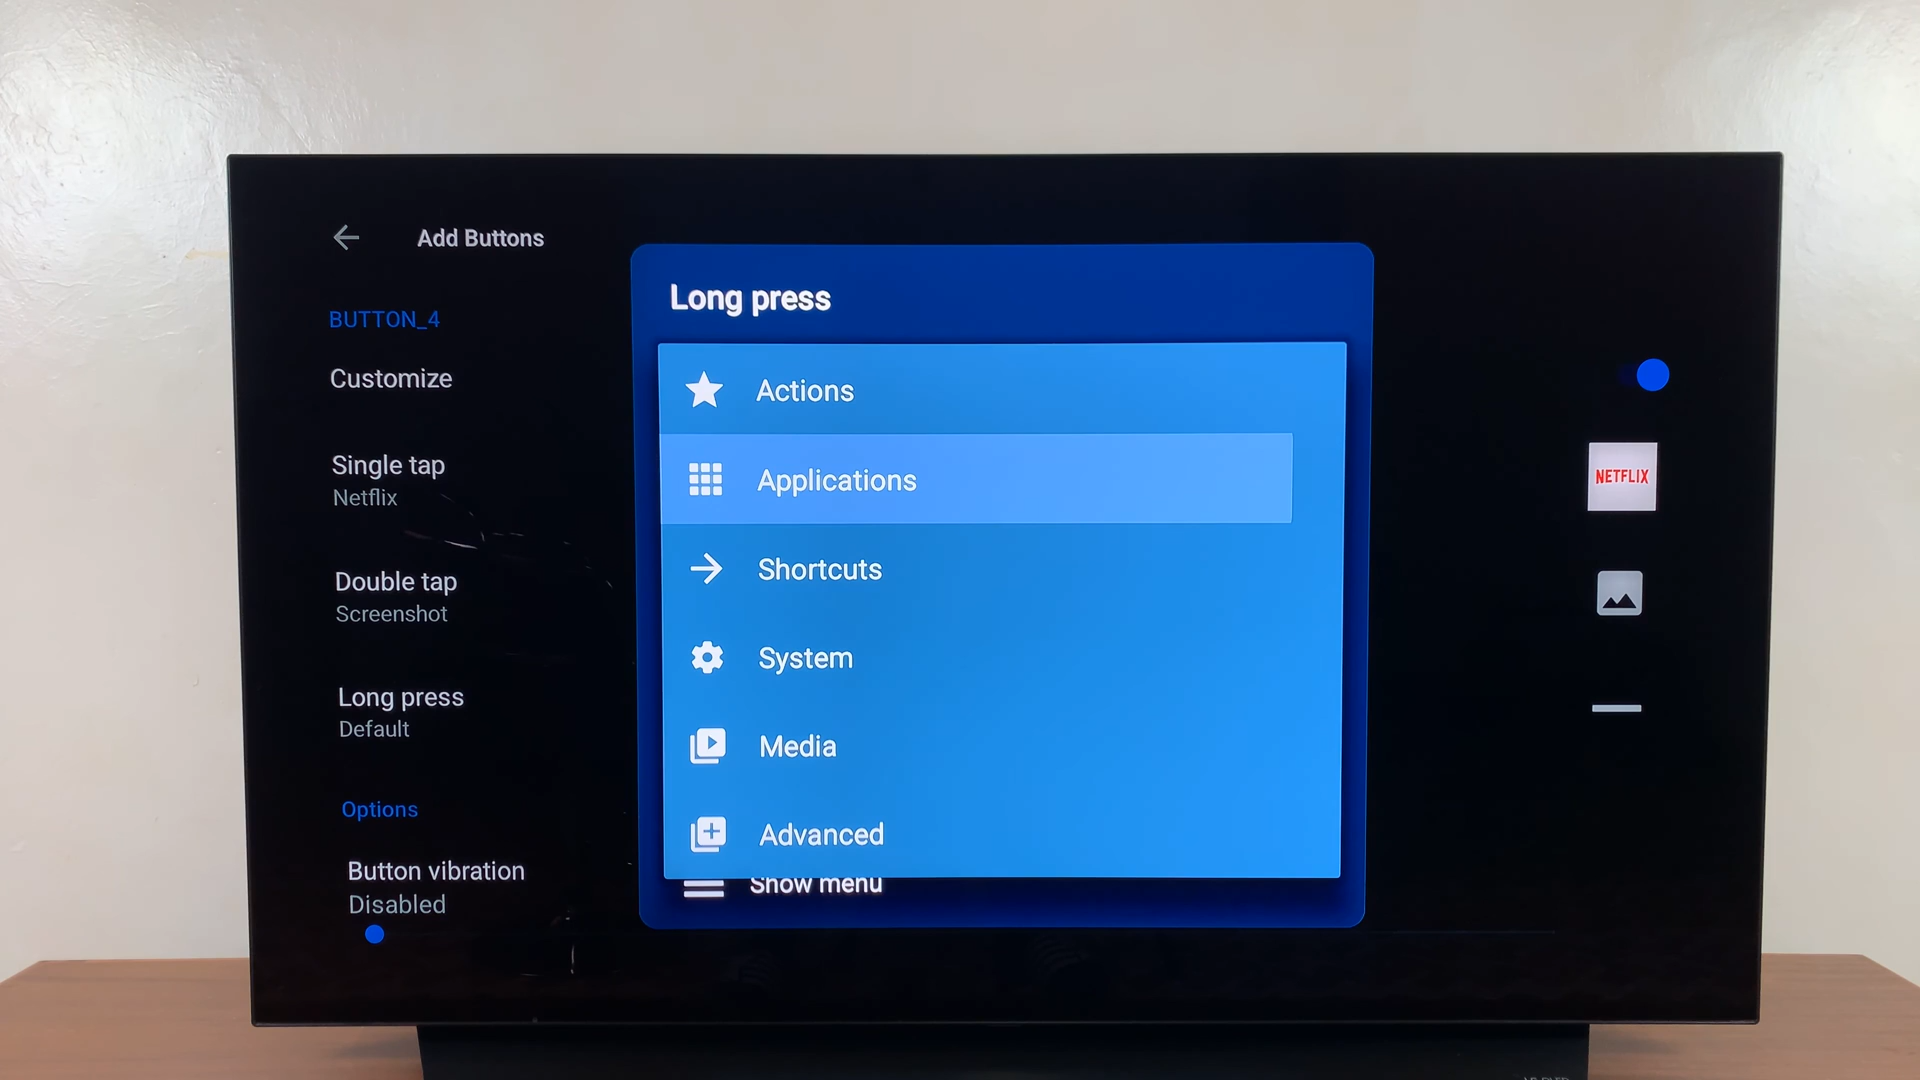 Add Buttons
BUTTON_4
Customize
Single tap
Netflix
NETFLIX
Double tap
Screenshot
Long press
Default
Options
Button vibration
Disabled
Long press
Actions
Applications
Shortcuts
System
Media
Advanced
Show menu